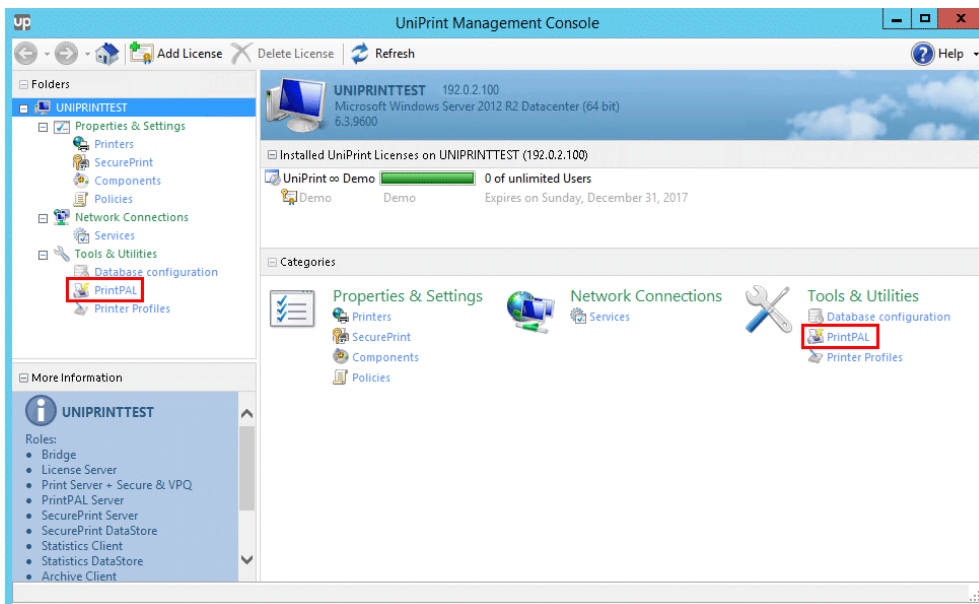 up UniPrint Management Console
Add License Delete License Refresh Help
Folders
UNIPRINTTEST
Properties & Settings
Printers
SecurePrint
Components
Policies
Network Connections
Services
Tools & Utilities
Database configuration
PrintPAL
Printer Profiles
More Information
UNIPRINTTEST
Roles:
• Bridge
• License Server
• Print Server + Secure & VPQ
• PrintPAL Server
• SecurePrint Server
• SecurePrint DataStore
• Statistics Client
• Statistics DataStore
• Archive Client
UNIPRINTTEST 192.0.2.100
Microsoft Windows Server 2012 R2 Datacenter (64 bit)
6.3.9600
Installed UniPrint Licenses on UNIPRINTTEST (192.0.2.100)
UniPrint ∞ Demo 0 of unlimited Users
Demo Demo Expires on Sunday, December 31, 2017
Categories
Properties & Settings
Printers
SecurePrint
Components
Policies
Network Connections
Services
Tools & Utilities
Database configuration
PrintPAL
Printer Profiles